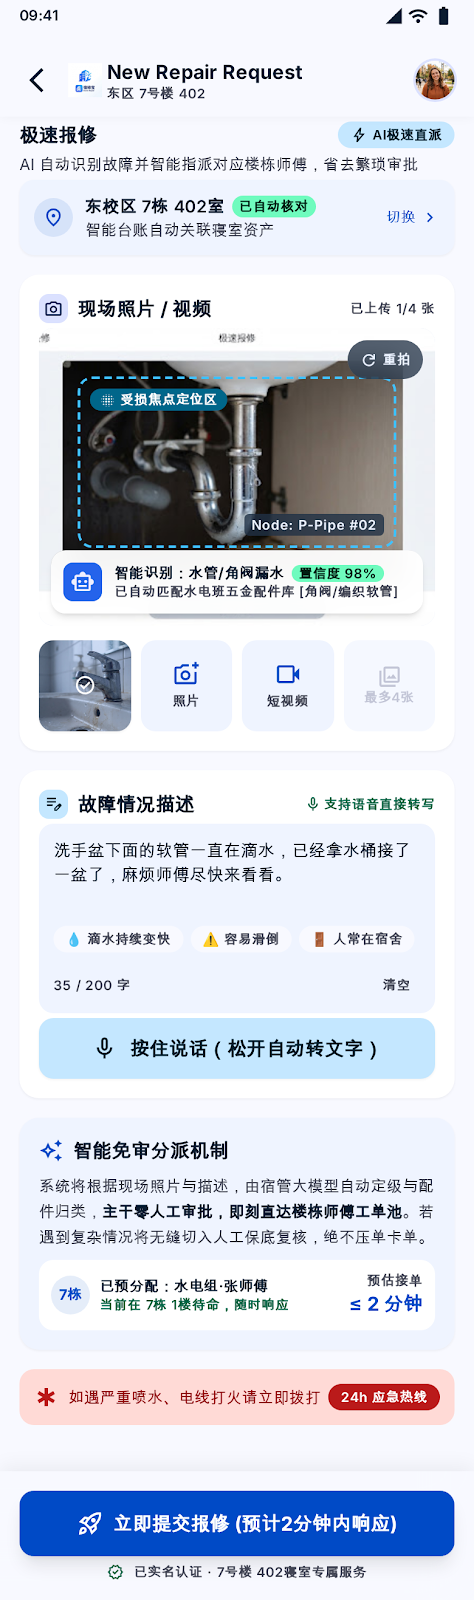 09:41
New Repair Request
东区 7号楼 402
极速报修
AI极速直派
AI 自动识别故障并智能指派对应楼栋师傅，省去繁琐审批
东校区 7栋 402室
已自动核对
智能台账自动关联寝室资产
切换
现场照片 / 视频
已上传 1/4 张
修
极速报修
重拍
受损焦点定位区
Node: P-Pipe #02
智能识别：水管/角阀漏水
置信度 98%
已自动匹配水电班五金配件库 [角阀/编织软管]
照片
短视频
最多4张
故障情况描述
支持语音直接转写
洗手盆下面的软管一直在滴水，已经拿水桶接了
一盆了，麻烦师傅尽快来看看。
滴水持续变快
容易滑倒
人常在宿舍
35 / 200 字
清空
按住说话（松开自动转文字）
智能免审分派机制
系统将根据现场照片与描述，由宿管大模型自动定级与配
件归类，主干零人工审批，即刻直达楼栋师傅工单池。若
遇到复杂情况将无缝切入人工保底复核，绝不压单卡单。
7栋
已预分配：水电组·张师傅
当前在 7栋 1楼待命，随时响应
预估接单
≤ 2 分钟
如遇严重喷水、电线打火请立即拨打
24h 应急热线
立即提交报修 (预计2分钟内响应)
已实名认证 · 7号楼 402寝室专属服务